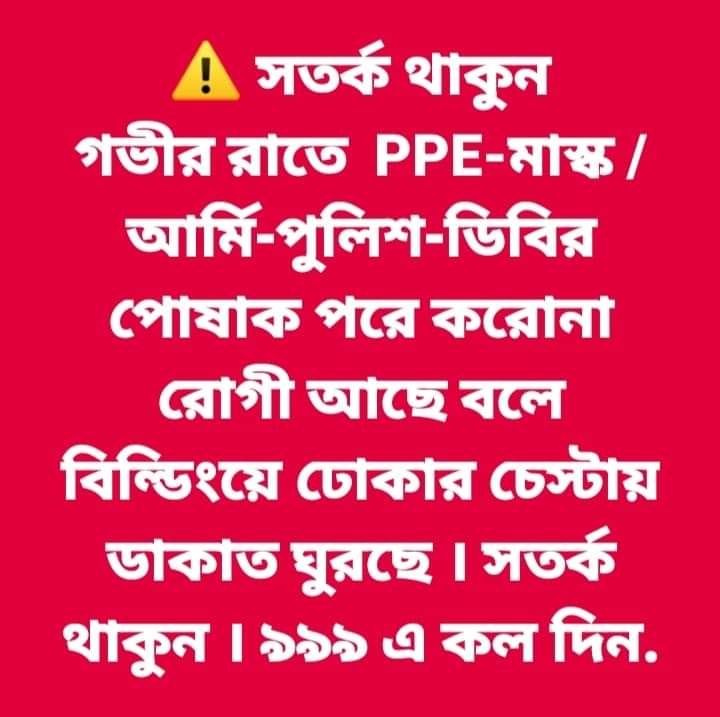 ⚠️ সতর্ক থাকুন
গভীর রাতে PPE-মাস্ক /
আর্মি-পুলিশ-ডিবির
পোষাক পরে করোনা
রোগী আছে বলে
বিল্ডিংয়ে ঢোকার চেস্টায়
ডাকাত ঘুরছে । সতর্ক
থাকুন । ৯৯৯ এ কল দিন.